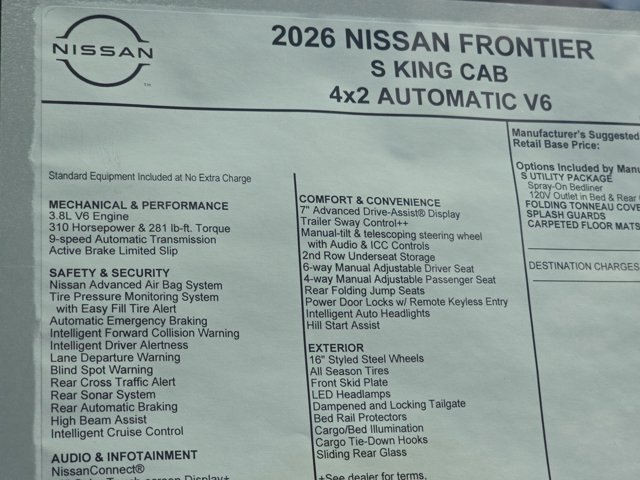 NISSAN
2026 NISSAN FRONTIER
S KING CAB
4x2 AUTOMATIC V6
Standard Equipment Included at No Extra Charge
MECHANICAL & PERFORMANCE
3.8L V6 Engine
310 Horsepower & 281 lb-ft. Torque
9-speed Automatic Transmission
Active Brake Limited Slip
SAFETY & SECURITY
Nissan Advanced Air Bag System
Tire Pressure Monitoring System
with Easy Fill Tire Alert
Automatic Emergency Braking
Intelligent Forward Collision Warning
Intelligent Driver Alertness
Lane Departure Warning
Blind Spot Warning
Rear Cross Traffic Alert
Rear Sonar System
Rear Automatic Braking
High Beam Assist
Intelligent Cruise Control
AUDIO & INFOTAINMENT
NissanConnect®
COMFORT & CONVENIENCE
7" Advanced Drive-Assist® Display
Trailer Sway Control++
Manual-tilt & telescoping steering wheel
with Audio & ICC Controls
2nd Row Underseat Storage
6-way Manual Adjustable Driver Seat
4-way Manual Adjustable Passenger Seat
Rear Folding Jump Seats
Power Door Locks w/ Remote Keyless Entry
Intelligent Auto Headlights
Hill Start Assist
EXTERIOR
16" Styled Steel Wheels
All Season Tires
Front Skid Plate
LED Headlamps
Dampened and Locking Tailgate
Bed Rail Protectors
Cargo/Bed Illumination
Cargo Tie-Down Hooks
Sliding Rear Glass
+See dealer for terms.
Manufacturer's Suggested
Retail Base Price:
Options Included by Manu
S UTILITY PACKAGE
Spray-On Bedliner
120V Outlet in Bed & Rear
FOLDING TONNEAU COVE
SPLASH GUARDS
CARPETED FLOOR MATS
DESTINATION CHARGES